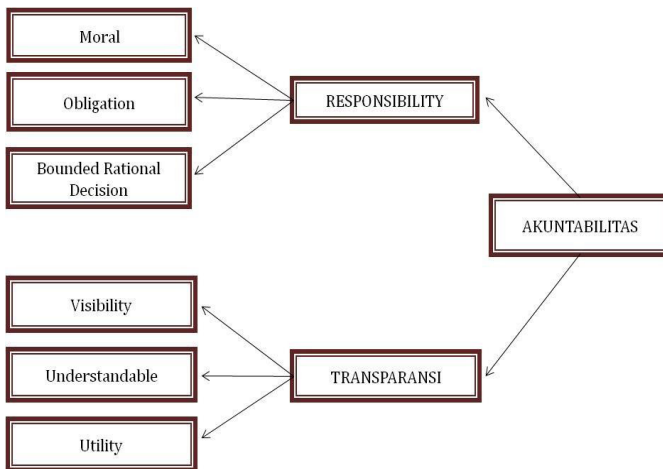 Moral
Obligation
RESPONSIBILITY
Bounded Rational
Decision
AKUNTABILITAS
Visibility
Understandable
TRANSPARANSI
Utility